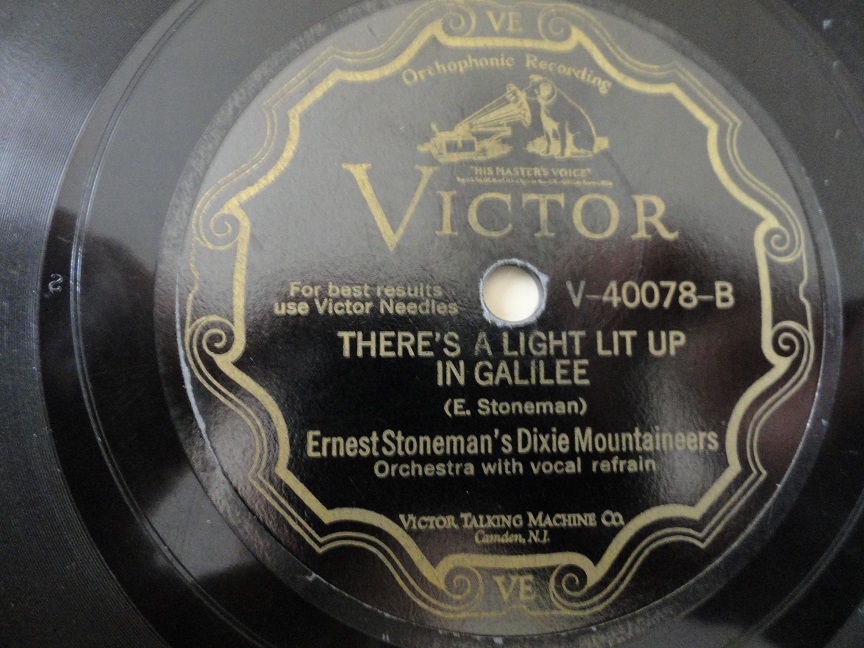 VE
Orthophonic Recording
"HIS MASTER'S VOICE"
VICTOR
For best results
use Victor Needles
V-40078-B
THERE'S A LIGHT LIT UP
IN GALILEE
(E. Stoneman)
Ernest Stoneman's Dixie Mountaineers
Orchestra with vocal refrain
VICTOR TALKING MACHINE CO.
Camden, N.J.
VE